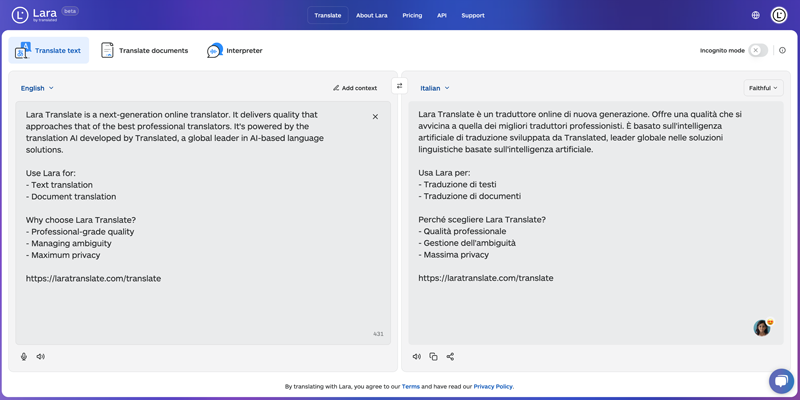 Lara beta
by translated
Translate About Lara Pricing API Support
Translate text Translate documents Interpreter
Incognito mode
English
Add context
Lara Translate is a next-generation online translator. It delivers quality that
approaches that of the best professional translators. It's powered by the
translation AI developed by Translated, a global leader in AI-based language
solutions.
Use Lara for:
- Text translation
- Document translation
Why choose Lara Translate?
- Professional-grade quality
- Managing ambiguity
- Maximum privacy
https://laratranslate.com/translate
431
Italian
Faithful
Lara Translate è un traduttore online di nuova generazione. Offre una qualità che si
avvicina a quella dei migliori traduttori professionisti. È basato sull'intelligenza
artificiale di traduzione sviluppata da Translated, leader globale nelle soluzioni
linguistiche basate sull'intelligenza artificiale.
Usa Lara per:
- Traduzione di testi
- Traduzione di documenti
Perché scegliere Lara Translate?
- Qualità professionale
- Gestione dell'ambiguità
- Massima privacy
https://laratranslate.com/translate
By translating with Lara, you agree to our Terms and have read our Privacy Policy.